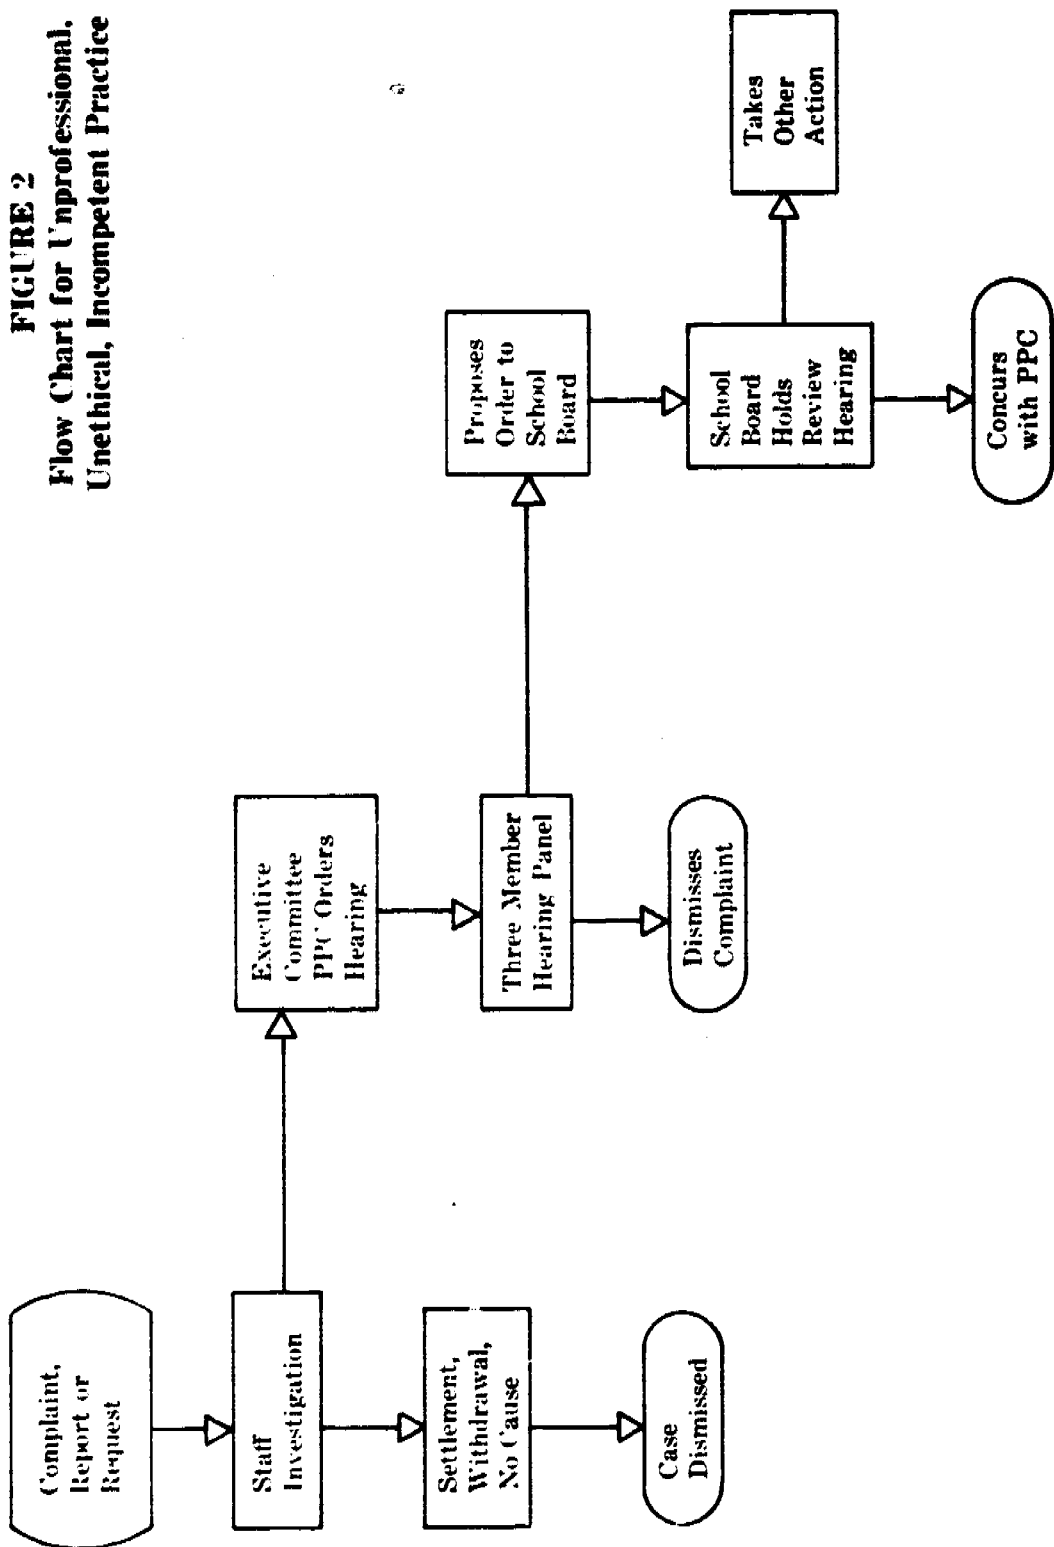 FIGURE 2
Flow Chart for Unprofessional,
Unethical, Incompetent Practice
Complaint,
Report or
Request
Staff
Investigation
Settlement,
Withdrawal,
No Cause
Case
Dismissed
Executive
Committee
PPC Orders
Hearing
Three Member
Hearing Panel
Dismisses
Complaint
Proposes
Order to
School
Board
School
Board
Holds
Review
Hearing
Takes
Other
Action
Concurs
with PPC